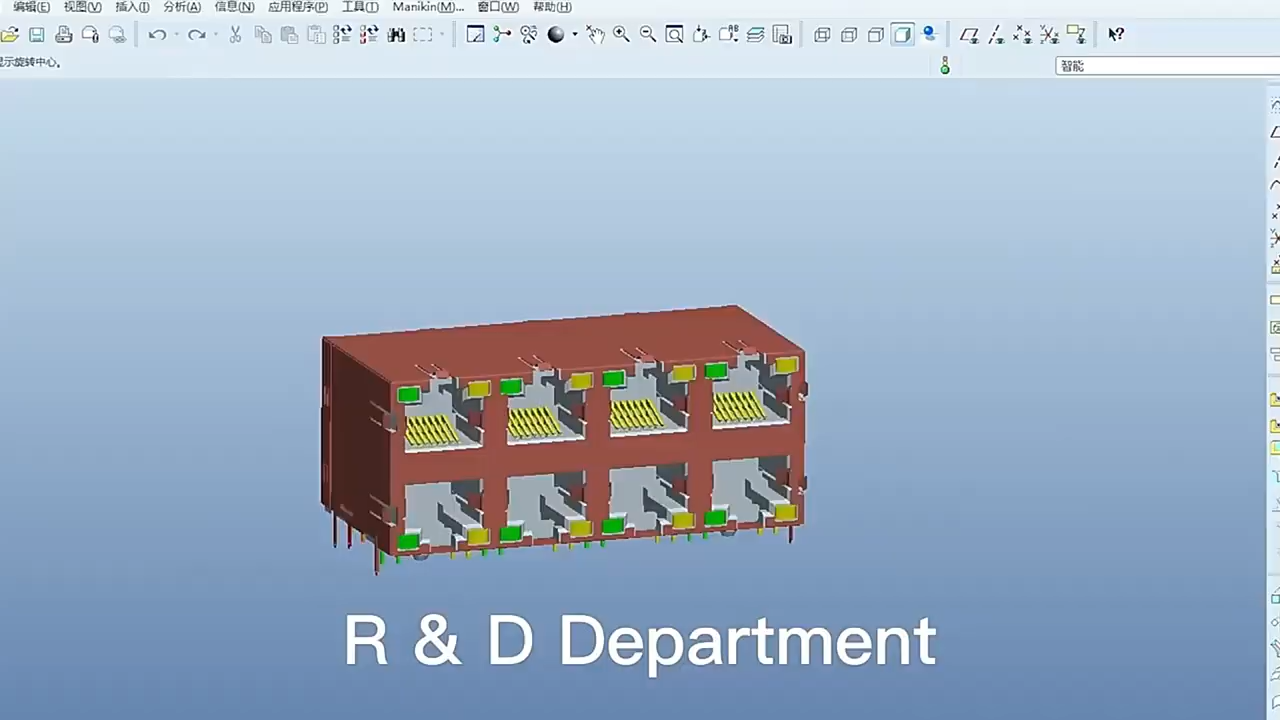 编辑(E) 视图(V) 插入(I) 分析(A) 信息(N) 应用程序(P) 工具(T) Manikin(M)... 窗口(W) 帮助(H)
显示旋转中心。
智能
R & D Department